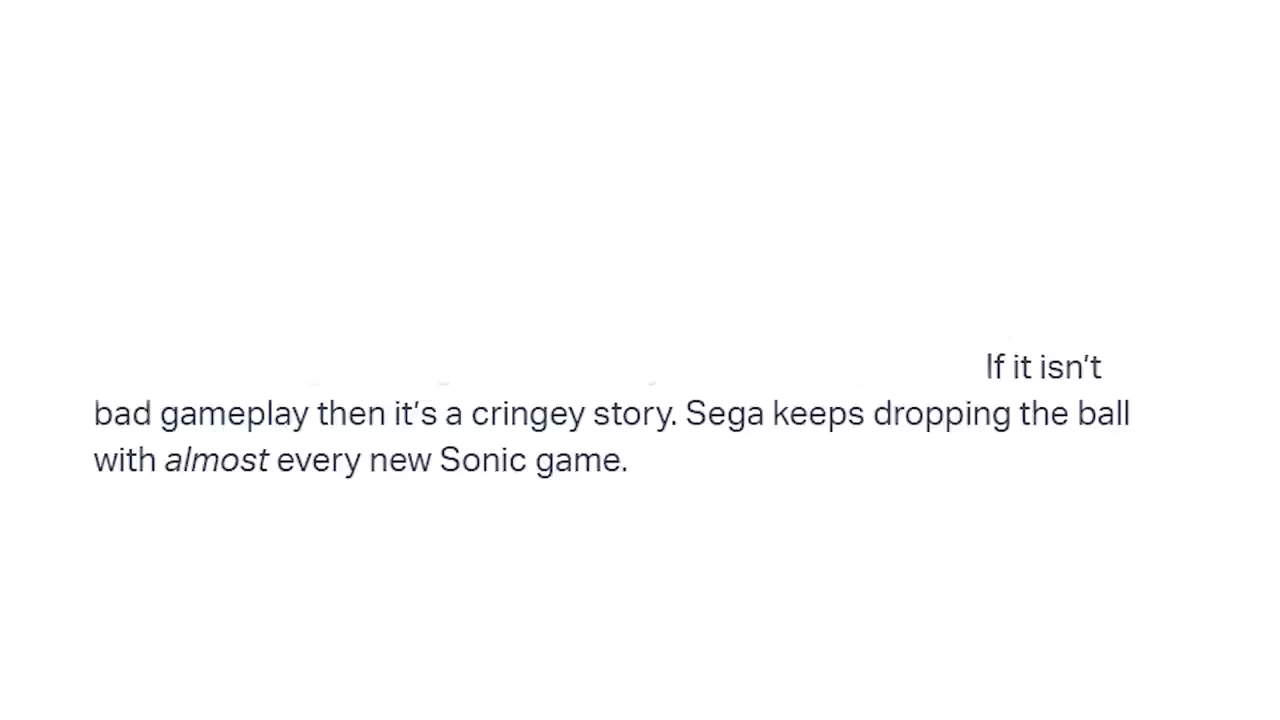 If it isn't
bad gameplay then it's a cringey story. Sega keeps dropping the ball
with almost every new Sonic game.